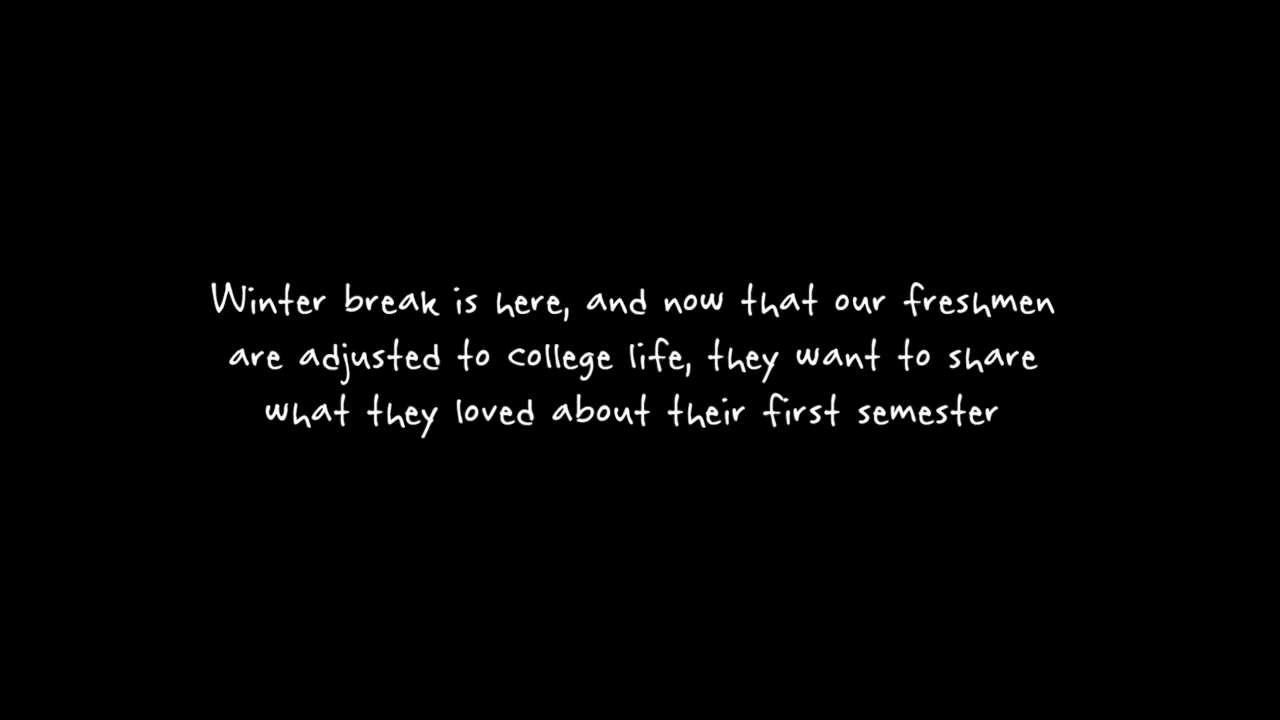 Winter break is here, and now that our freshmen
are adjusted to college life, they want to share
what they loved about their first semester